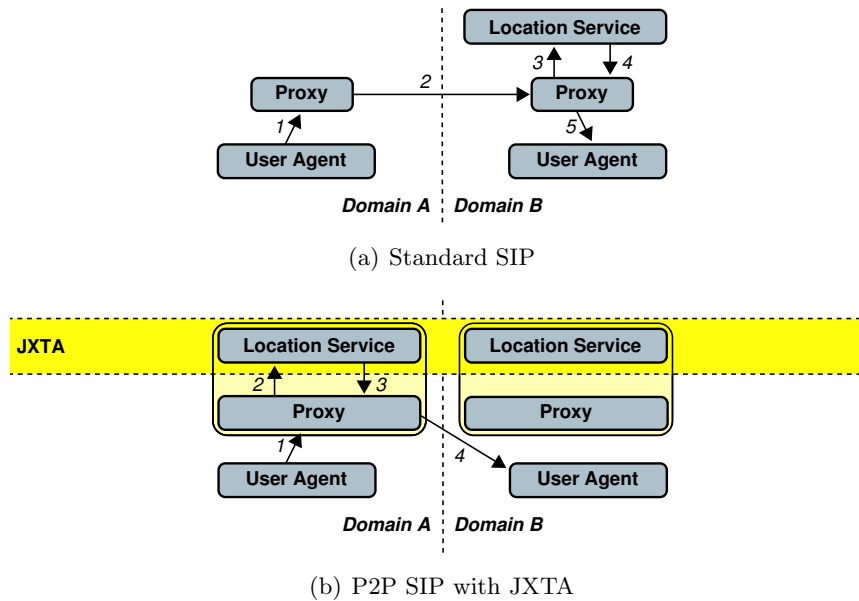 Location Service
3
4
Proxy
2
Proxy
1
5
User Agent
User Agent
Domain A
Domain B
(a) Standard SIP
JXTA
Location Service
Location Service
2
3
Proxy
Proxy
1
4
User Agent
User Agent
Domain A
Domain B
(b) P2P SIP with JXTA